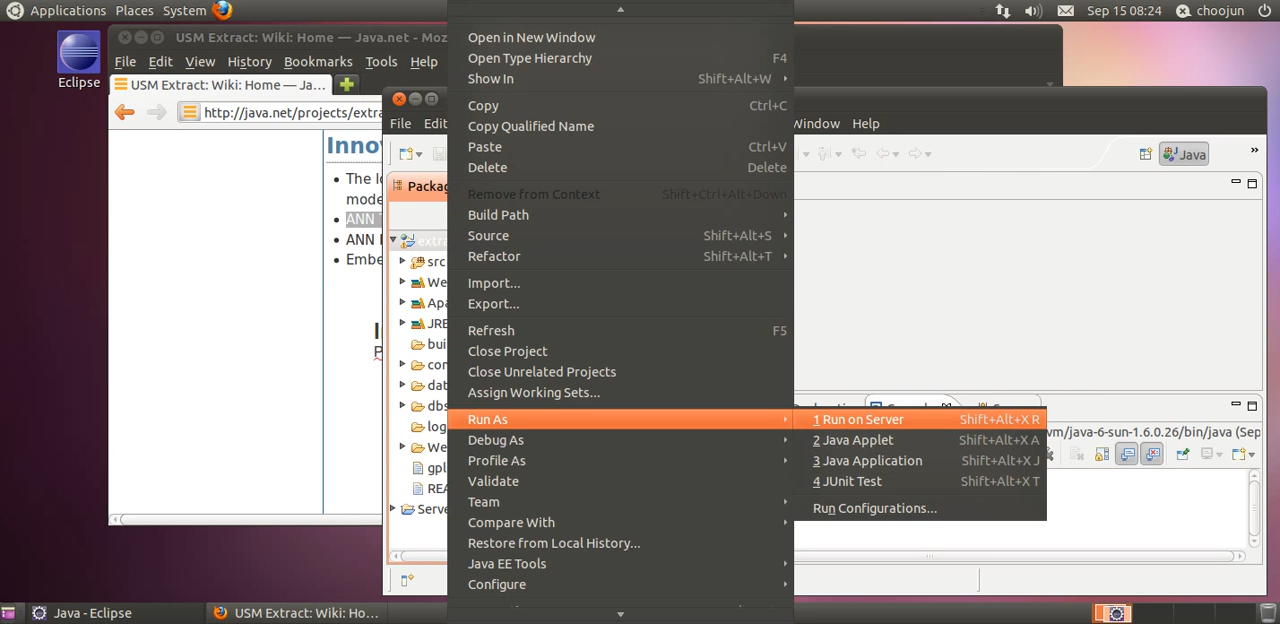 Applications Places System
Sep 15 08:24 choojun
Eclipse
USM Extract: Wiki: Home — Java.net - Moz
File Edit View History Bookmarks Tools Help
USM Extract: Wiki: Home — Ja...
http://java.net/projects/extra
Innov
mode
ANN
ANN
Embe
File Edi
Window Help
Java
Packag
extra
src
We
Apa
JRE
bui
con
dat
dbs
log
We
gpl
REA
Serve
Open in New Window
Open Type Hierarchy F4
Show In Shift+Alt+W
Copy Ctrl+C
Copy Qualified Name
Paste Ctrl+V
Delete Delete
Remove from Context Shift+Ctrl+Alt+Down
Build Path
Source Shift+Alt+S
Refactor Shift+Alt+T
Import...
Export...
Refresh F5
Close Project
Close Unrelated Projects
Assign Working Sets...
Run As
Debug As
Profile As
Validate
Team
Compare With
Restore from Local History...
Java EE Tools
Configure
1 Run on Server Shift+Alt+X R
2 Java Applet Shift+Alt+X A
3 Java Application Shift+Alt+X J
4 JUnit Test Shift+Alt+X T
Run Configurations...
vm/java-6-sun-1.6.0.26/bin/java (Sep
Java - Eclipse
USM Extract: Wiki: Ho...